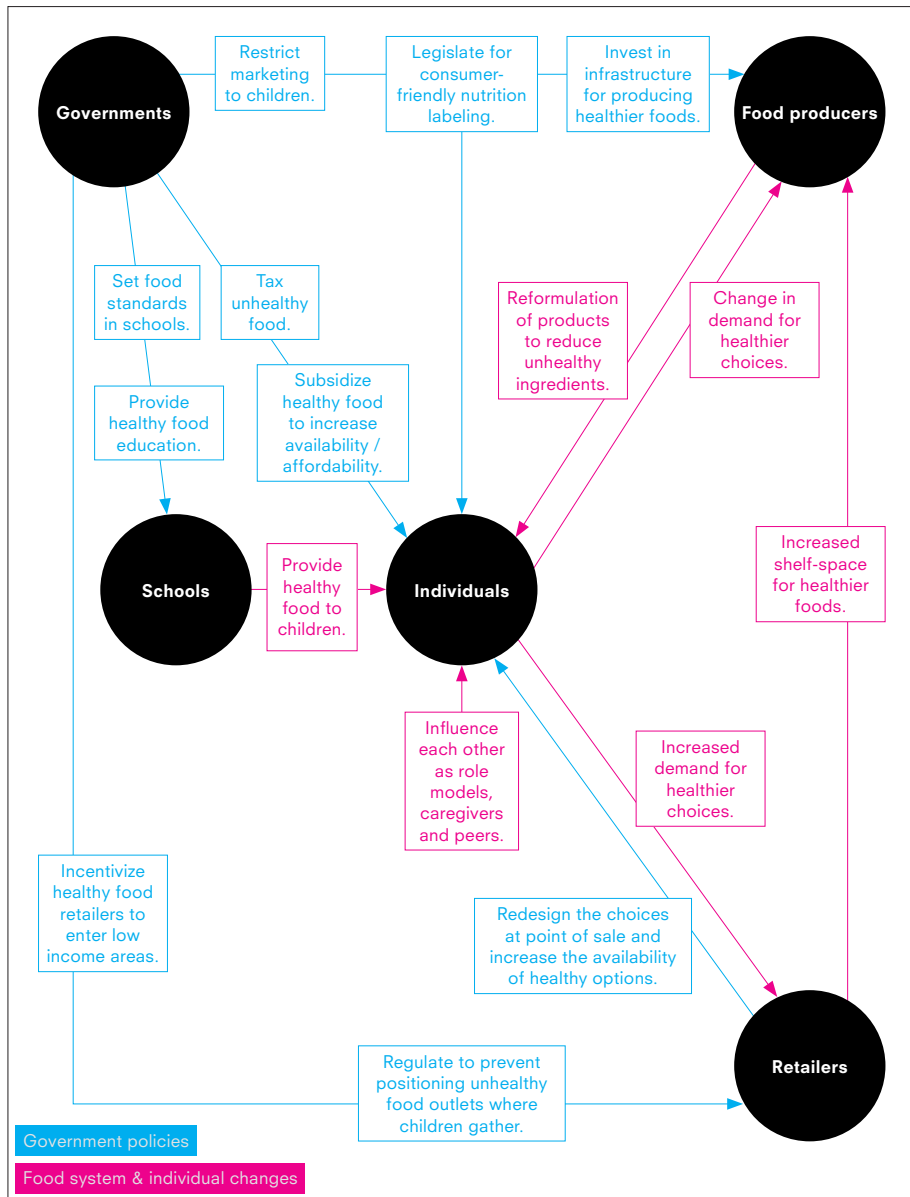 Governments
Restrict
marketing
to children.
Legislate for
consumer-
friendly nutrition
labeling.
Invest in
infrastructure
for producing
healthier foods.
Food producers
Set food
standards
in schools.
Tax
unhealthy
food.
Reformulation
of products
to reduce
unhealthy
ingredients.
Change in
demand for
healthier
choices.
Provide
healthy food
education.
Subsidize
healthy food
to increase
availability /
affordability.
Schools
Provide
healthy
food to
children.
Individuals
Increased
shelf-space
for healthier
foods.
Influence
each other
as role
models,
caregivers
and peers.
Increased
demand for
healthier
choices.
Incentivize
healthy food
retailers to
enter low
income areas.
Redesign the choices
at point of sale and
increase the availability
of healthy options.
Regulate to prevent
positioning unhealthy
food outlets where
children gather.
Retailers
Government policies
Food system & individual changes